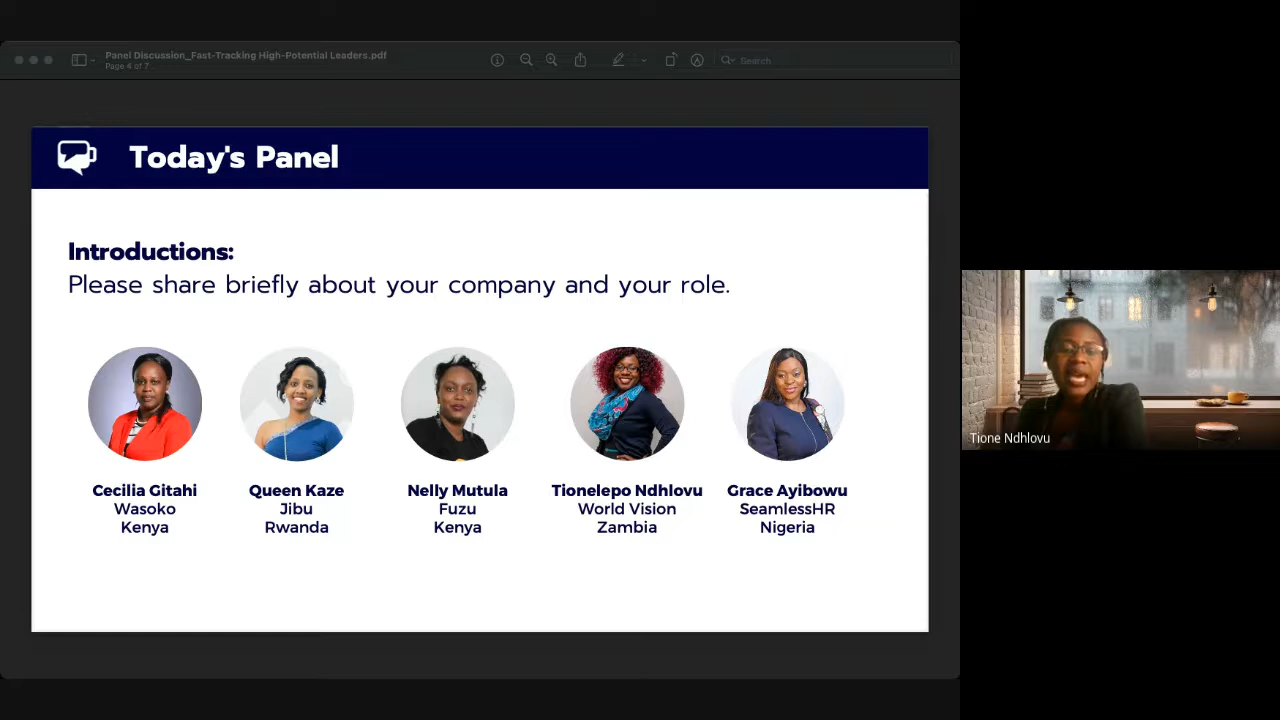 Panel Discussion_Fast-Tracking High-Potential Leaders.pdf
Page 4 of 7
Search
Today's Panel
Introductions:
Please share briefly about your company and your role.
Cecilia Gitahi
Wasoko
Kenya
Queen Kaze
Jibu
Rwanda
Nelly Mutula
Fuzu
Kenya
Tionelepo Ndhlovu
World Vision
Zambia
Grace Ayibowu
SeamlessHR
Nigeria
Tione Ndhlovu